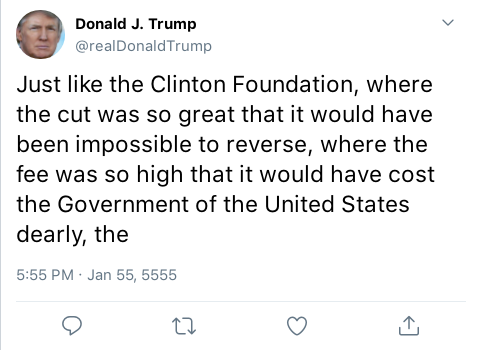 Donald J. Trump
@realDonaldTrump
Just like the Clinton Foundation, where
the cut was so great that it would have
been impossible to reverse, where the
fee was so high that it would have cost
the Government of the United States
dearly, the
5:55 PM · Jan 55, 5555